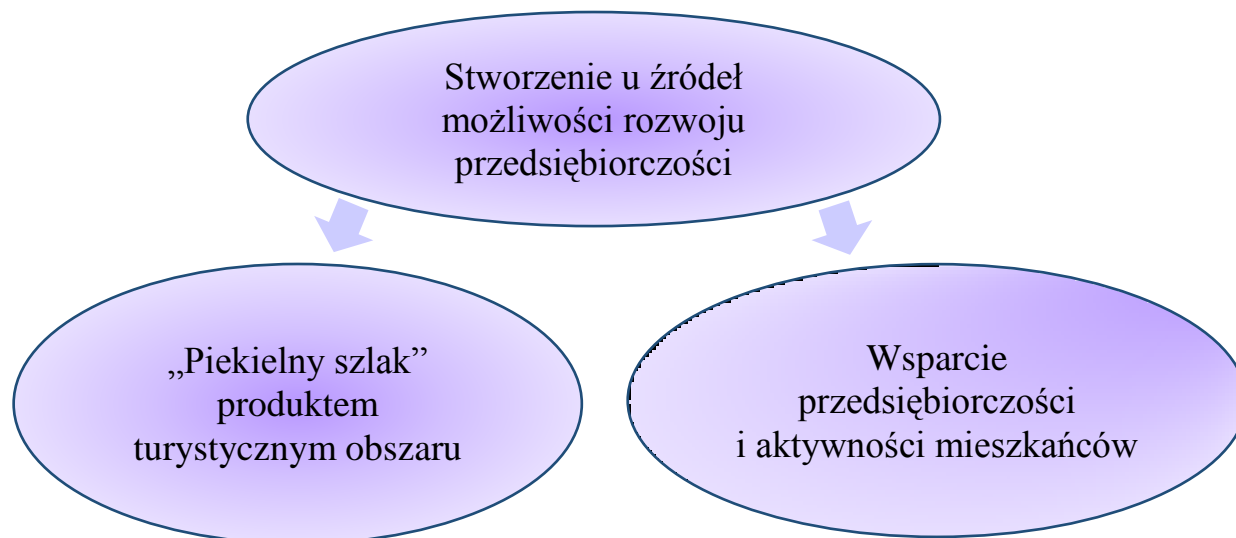 Stworzenie u źródeł
możliwości rozwoju
przedsiębiorczości
„Piekielny szlak”
produktem
turystycznym obszaru
Wsparcie
przedsiębiorczości
i aktywności mieszkańców